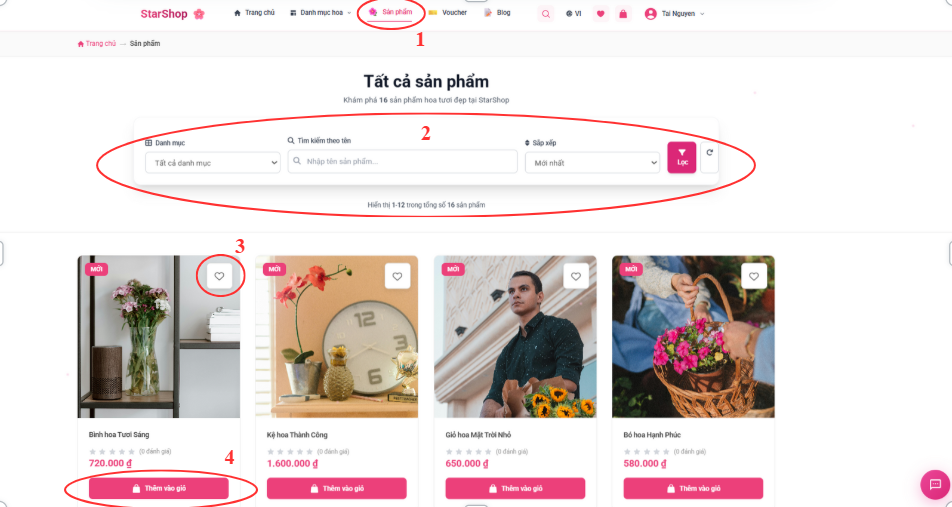 StarShop Trang chủ Danh mục hoa Sản phẩm Voucher Blog VI Tai Nguyen
1
Trang chủ → Sản phẩm
Tất cả sản phẩm
Khám phá 16 sản phẩm hoa tươi đẹp tại StarShop
2
Danh mục Tìm kiếm theo tên Sắp xếp
Tất cả danh mục Nhập tên sản phẩm... Mới nhất Lọc
Hiển thị 1-12 trong tổng số 16 sản phẩm
3
MỚI MỚI MỚI MỚI
12
3
6
Bình hoa Tươi Sáng Kệ hoa Thành Công Giỏ hoa Mặt Trời Nhỏ Bó hoa Hạnh Phúc
(0 đánh giá) (0 đánh giá) (0 đánh giá) (0 đánh giá)
720.000 ₫ 1.600.000 ₫ 650.000 ₫ 580.000 ₫
4
Thêm vào giỏ Thêm vào giỏ Thêm vào giỏ Thêm vào giỏ